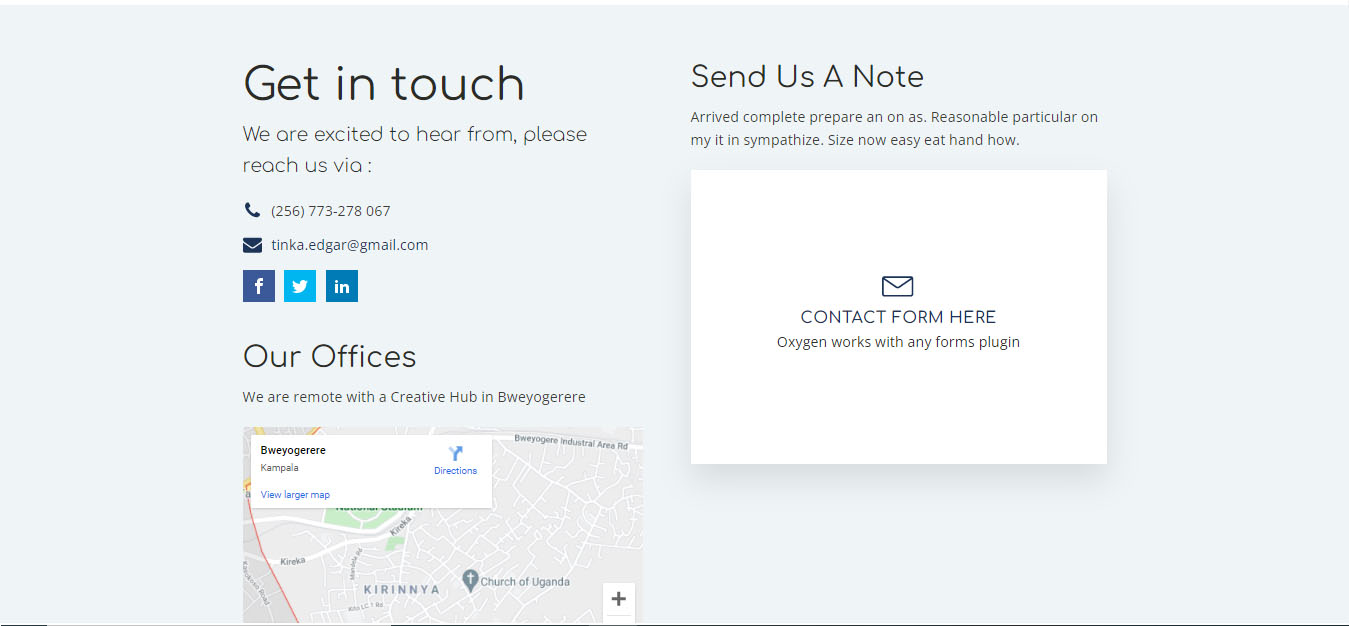 Get in touch
We are excited to hear from, please
reach us via :
(256) 773-278 067
tinka.edgar@gmail.com
Our Offices
We are remote with a Creative Hub in Bweyogerere
Bweyogerere
Kampala
Directions
View larger map
Bweyogere Industral Area Rd
National Stadium
Kireka
Kireka
Mandela Rd
KIRINNYA
Kito LC 1 Rd
Church of Uganda
Send Us A Note
Arrived complete prepare an on as. Reasonable particular on
my it in sympathize. Size now easy eat hand how.
CONTACT FORM HERE
Oxygen works with any forms plugin